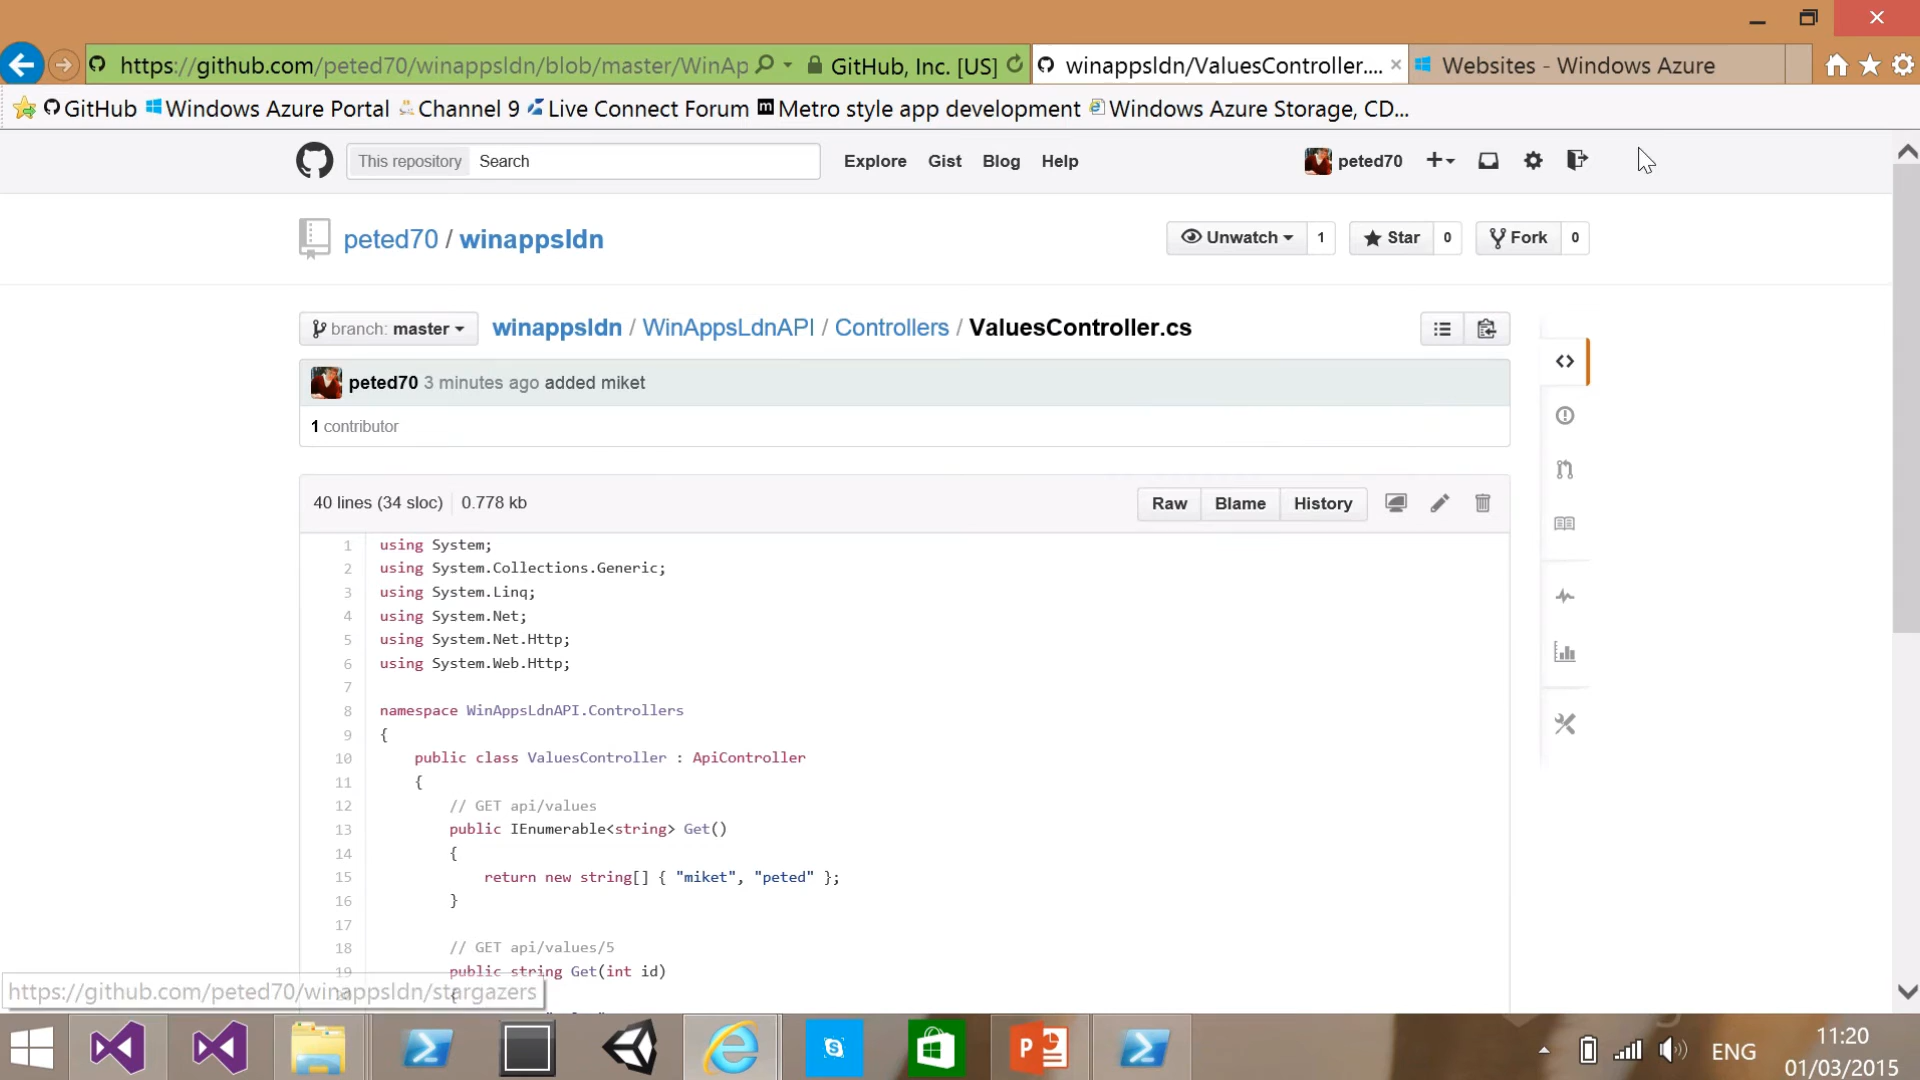 https://github.com/peted70/winappsldn/blob/master/WinAp
GitHub, Inc. [US]
winappsldn/ValuesController....
Websites - Windows Azure
GitHub
Windows Azure Portal
Channel 9
Live Connect Forum
Metro style app development
Windows Azure Storage, CD...
This repository
Search
Explore
Gist
Blog
Help
peted70
peted70 / winappsldn
Unwatch 1
Star 0
Fork 0
branch: master
winappsldn / WinAppsLdnAPI / Controllers / ValuesController.cs
peted70 3 minutes ago added miket
1 contributor
40 lines (34 sloc) 0.778 kb
Raw
Blame
History
1 using System;
2 using System.Collections.Generic;
3 using System.Linq;
4 using System.Net;
5 using System.Net.Http;
6 using System.Web.Http;
7
8 namespace WinAppsLdnAPI.Controllers
9 {
10 public class ValuesController : ApiController
11 {
12 // GET api/values
13 public IEnumerable<string> Get()
14 {
15 return new string[] { "miket", "peted" };
16 }
17
18 // GET api/values/5
19 public string Get(int id)
https://github.com/peted70/winappsldn/stargazers
ENG
11:20
01/03/2015